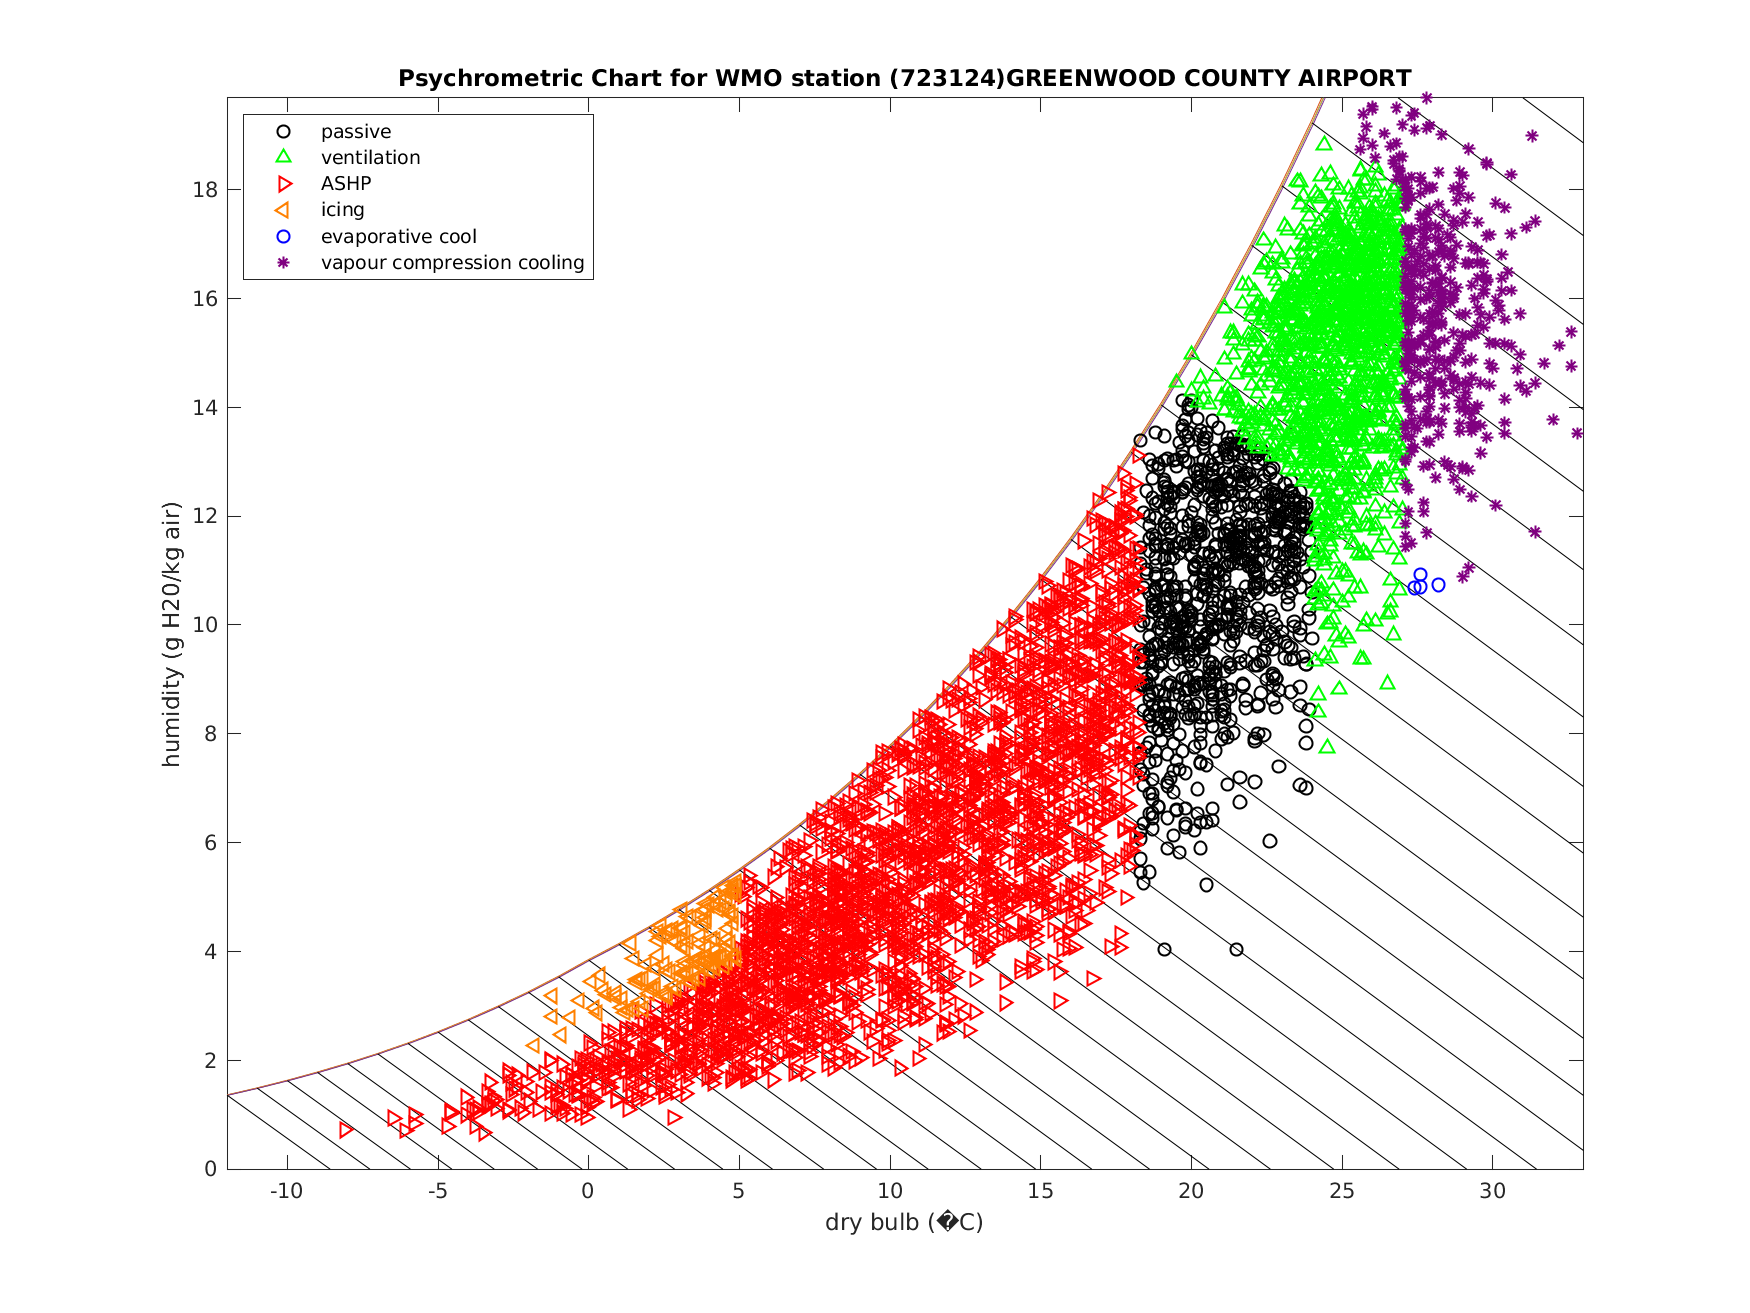 Psychrometric Chart for WMO station (723124)GREENWOOD COUNTY AIRPORT
passive
ventilation
ASHP
icing
evaporative cool
vapour compression cooling
humidity (g H20/kg air)
18
16
14
12
10
8
6
4
2
0
-10 -5 0 5 10 15 20 25 30
dry bulb (�C)